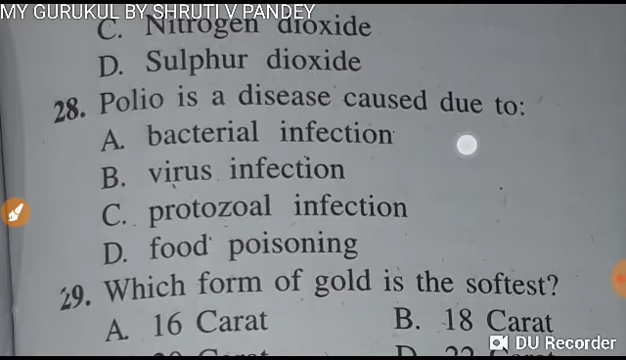 MY GURUKUL BY SHRUTI V PANDEY
C. Nitrogen dioxide
D. Sulphur dioxide
28. Polio is a disease caused due to:
A. bacterial infection
B. virus infection
C. protozoal infection
D. food poisoning
29. Which form of gold is the softest?
A. 16 Carat B. 18 Carat
DU Recorder